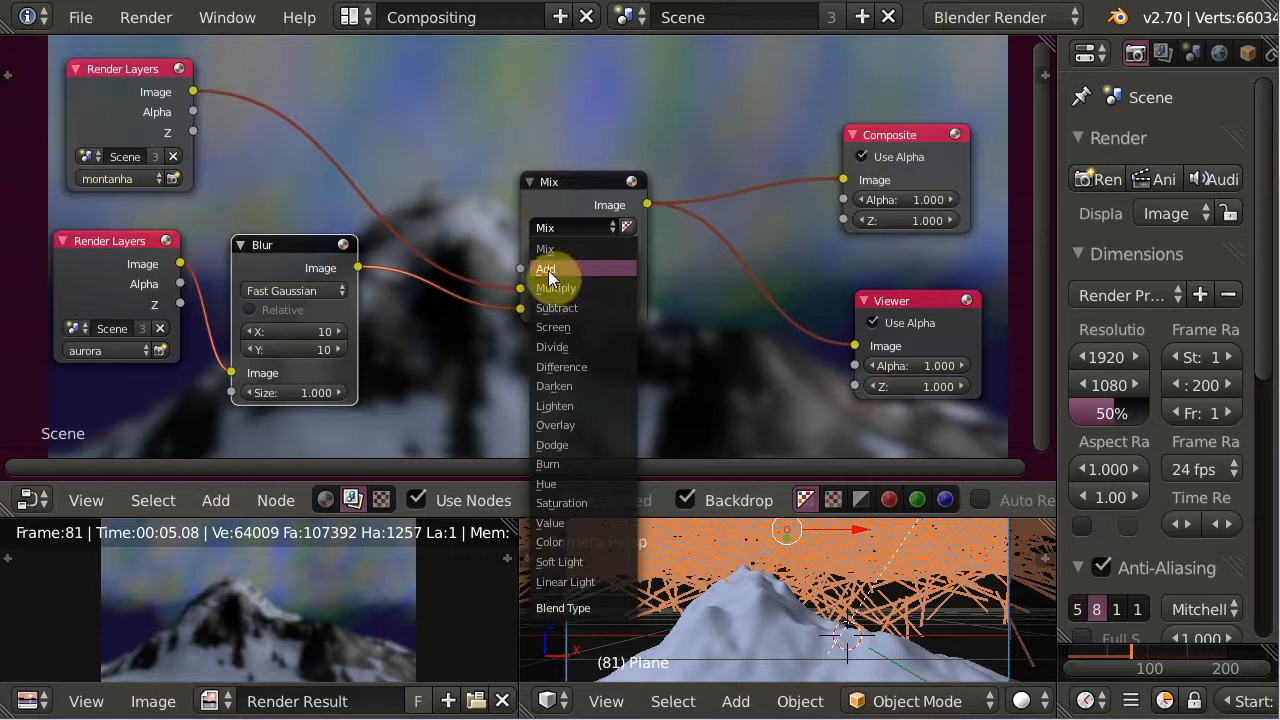 File Render Window Help Compositing Scene 3 Blender Render v2.70 | Verts:6603
Render Layers
Image
Alpha
Z
Scene 3
montanha
Render Layers
Image
Alpha
Z
Scene 3
aurora
Blur
Image
Fast Gaussian
Relative
X: 10
Y: 10
Image
Size: 1.000
Mix
Image
Mix
Mix
Add
Multiply
Subtract
Screen
Divide
Difference
Darken
Lighten
Overlay
Dodge
Burn
Hue
Saturation
Value
Color
Soft Light
Linear Light
Blend Type
Composite
Use Alpha
Image
Alpha: 1.000
Z: 1.000
Viewer
Use Alpha
Image
Alpha: 1.000
Z: 1.000
Scene
View Select Add Node Use Nodes Backdrop Auto Re
Frame:81 | Time:00:05.08 | Ve:64009 Fa:107392 Ha:1257 La:1 | Mem:
View Image Render Result F
Persp
(81) Plane
View Select Add Object Object Mode
Scene
Render
Ren Ani Audi
Displa Image
Dimensions
Render Pr...
Resolutio Frame Ra
1920 St: 1
1080 : 200
50% Fr: 1
Aspect Ra Frame Ra
1.000 24 fps
1.00 Time Re
Anti-Aliasing
5 8 1 1 Mitchell
Full S 1.000
100 200
Start: